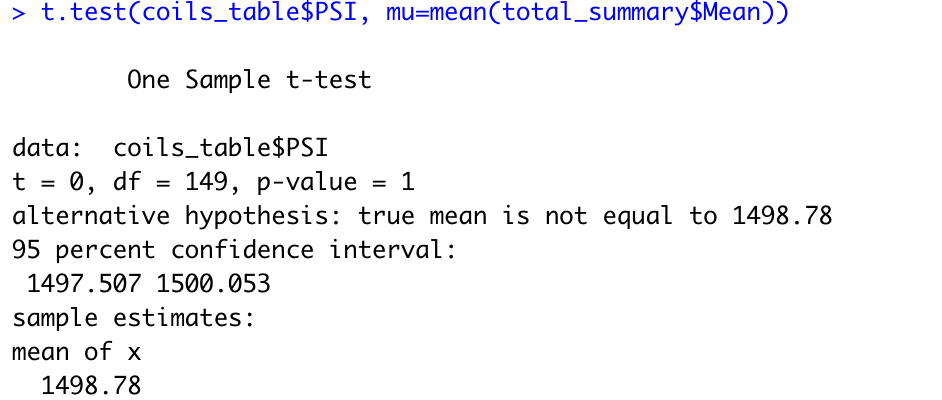 > t.test(coils_table$PSI, mu=mean(total_summary$Mean))
One Sample t-test
data:  coils_table$PSI
t = 0, df = 149, p-value = 1
alternative hypothesis: true mean is not equal to 1498.78
95 percent confidence interval:
1497.507 1500.053
sample estimates:
mean of x
1498.78